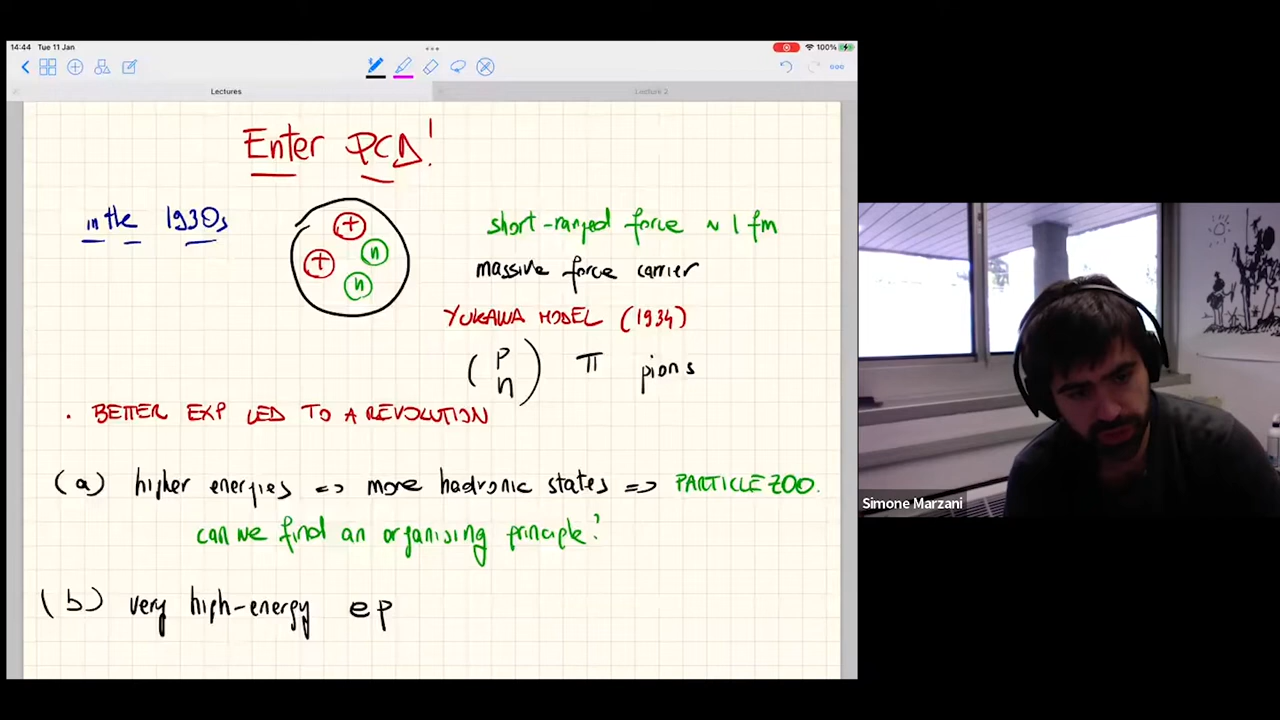 14:44 Tue 11 Jan
100%
Lectures
Lecture 2
Enter QCD!
in the 1930s
+
+
n
n
short-ranged force ~ 1 fm
massive force carrier
YUKAWA MODEL (1934)
(p n) π pions
· BETTER EXP LED TO A REVOLUTION
(a) higher energies => more hadronic states => PARTICLE ZOO.
can we find an organising principle?
(b) very high-energy ep
Simone Marzani